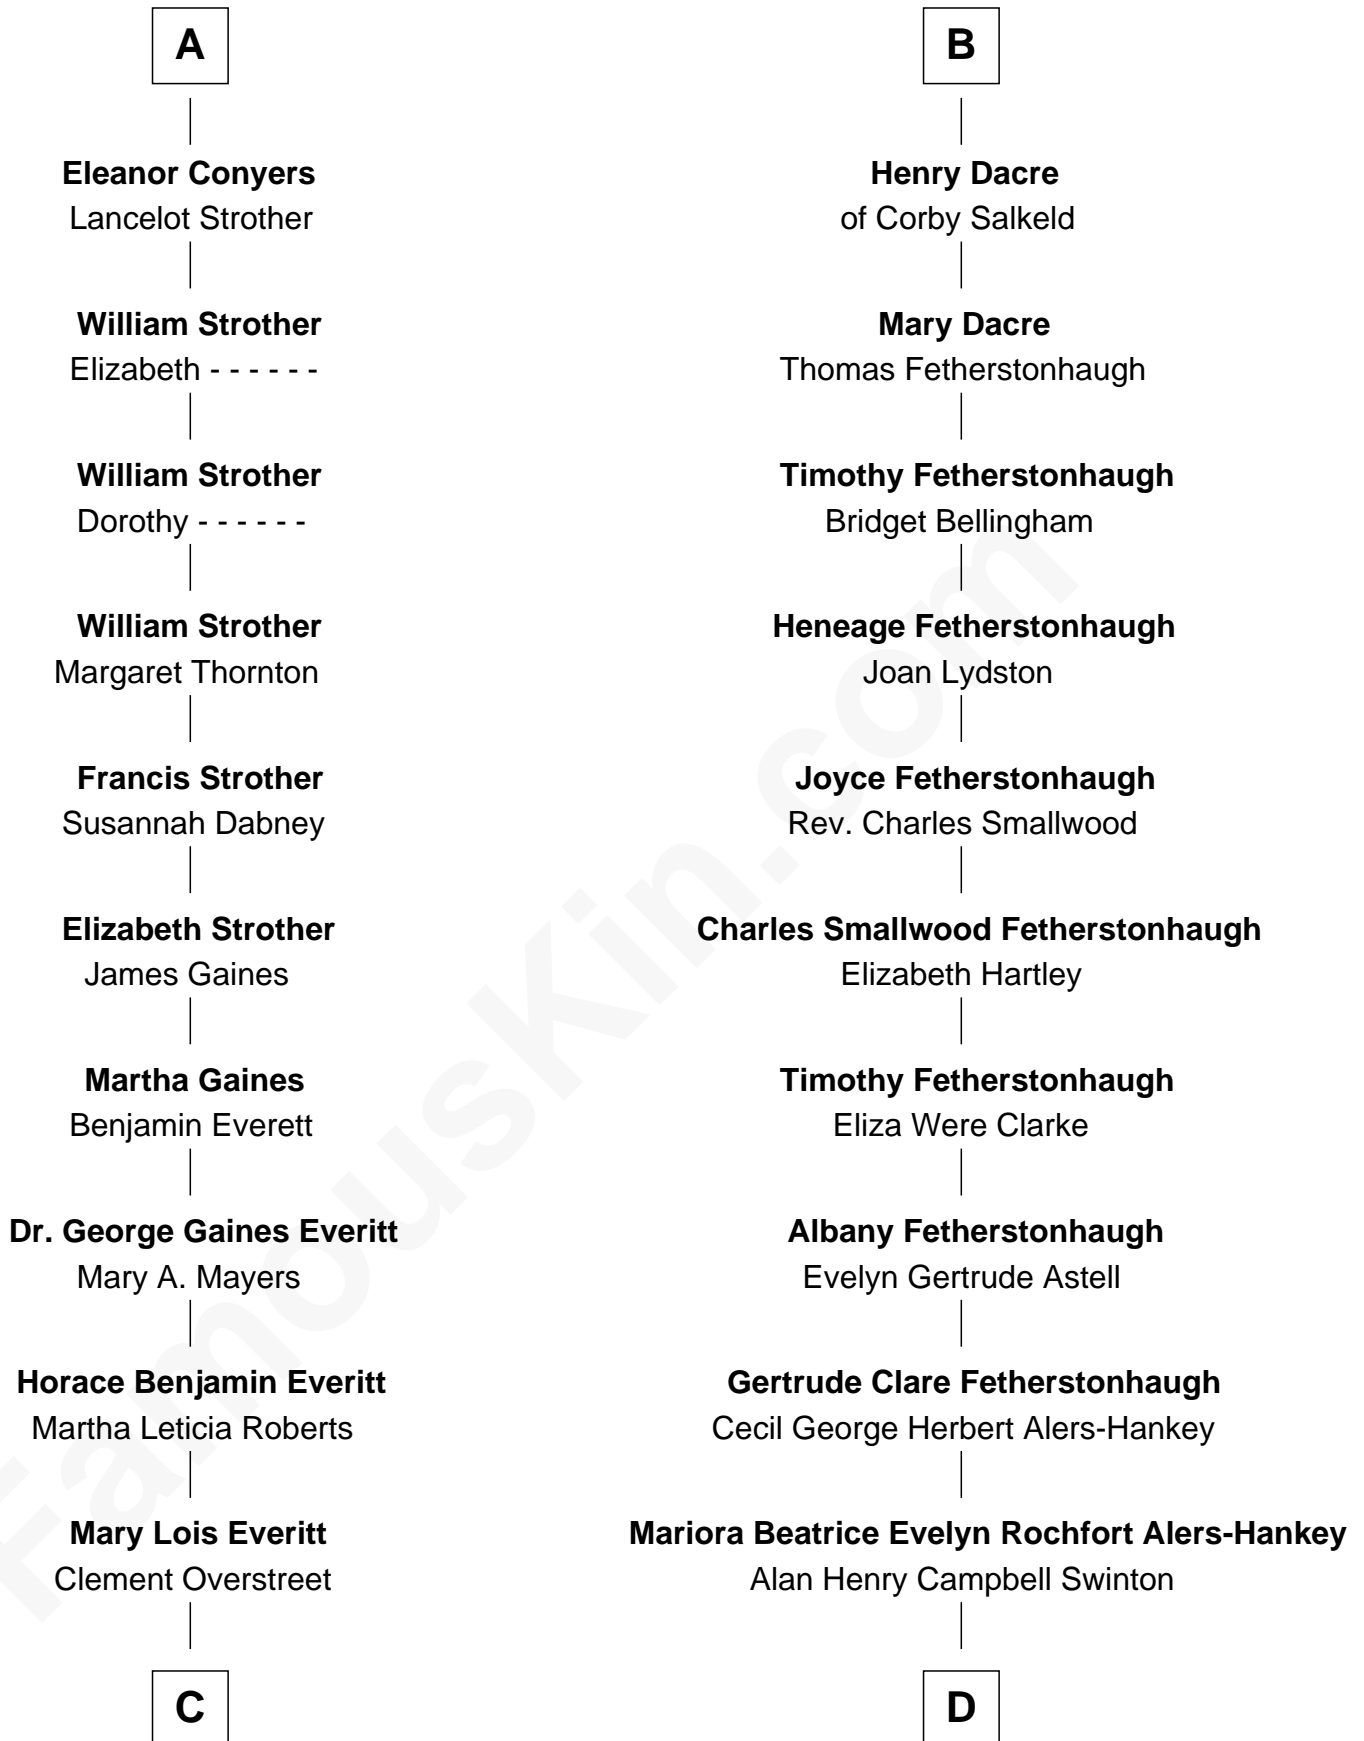 A
Eleanor Conyers
Lancelot Strother
William Strother
Elizabeth - - - - - -
William Strother
Dorothy - - - - - -
William Strother
Margaret Thornton
Francis Strother
Susannah Dabney
Elizabeth Strother
James Gaines
Martha Gaines
Benjamin Everett
Dr. George Gaines Everitt
Mary A. Mayers
Horace Benjamin Everitt
Martha Leticia Roberts
Mary Lois Everitt
Clement Overstreet
C
B
Henry Dacre
of Corby Salkeld
Mary Dacre
Thomas Fetherstonhaugh
Timothy Fetherstonhaugh
Bridget Bellingham
Heneage Fetherstonhaugh
Joan Lydston
Joyce Fetherstonhaugh
Rev. Charles Smallwood
Charles Smallwood Fetherstonhaugh
Elizabeth Hartley
Timothy Fetherstonhaugh
Eliza Were Clarke
Albany Fetherstonhaugh
Evelyn Gertrude Astell
Gertrude Clare Fetherstonhaugh
Cecil George Herbert Alers-Hankey
Mariora Beatrice Evelyn Rochfort Alers-Hankey
Alan Henry Campbell Swinton
D
FamousKin.com